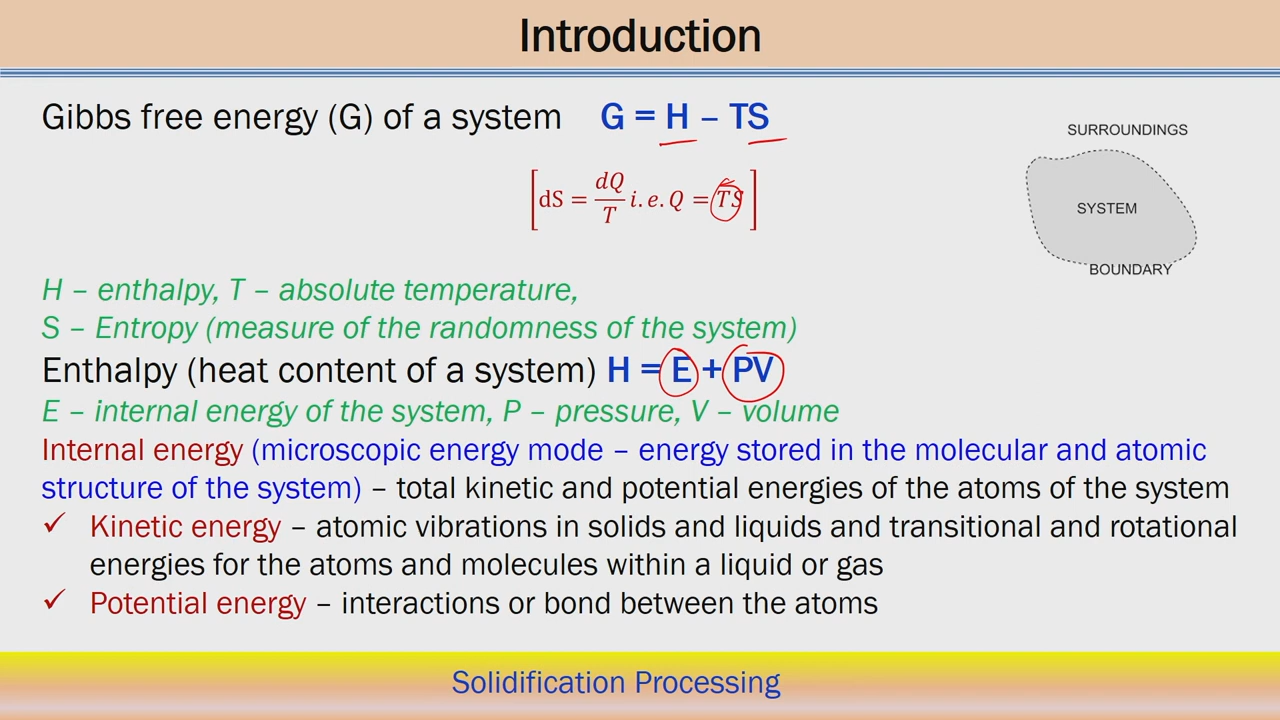 Introduction
Gibbs free energy (G) of a system G = H – TS
SURROUNDINGS
[dS = dQ/T i.e. Q = TS]
SYSTEM
BOUNDARY
H – enthalpy, T – absolute temperature,
S – Entropy (measure of the randomness of the system)
Enthalpy (heat content of a system) H = E + PV
E – internal energy of the system, P – pressure, V – volume
Internal energy (microscopic energy mode – energy stored in the molecular and atomic
structure of the system) – total kinetic and potential energies of the atoms of the system
✓ Kinetic energy – atomic vibrations in solids and liquids and transitional and rotational
energies for the atoms and molecules within a liquid or gas
✓ Potential energy – interactions or bond between the atoms
Solidification Processing